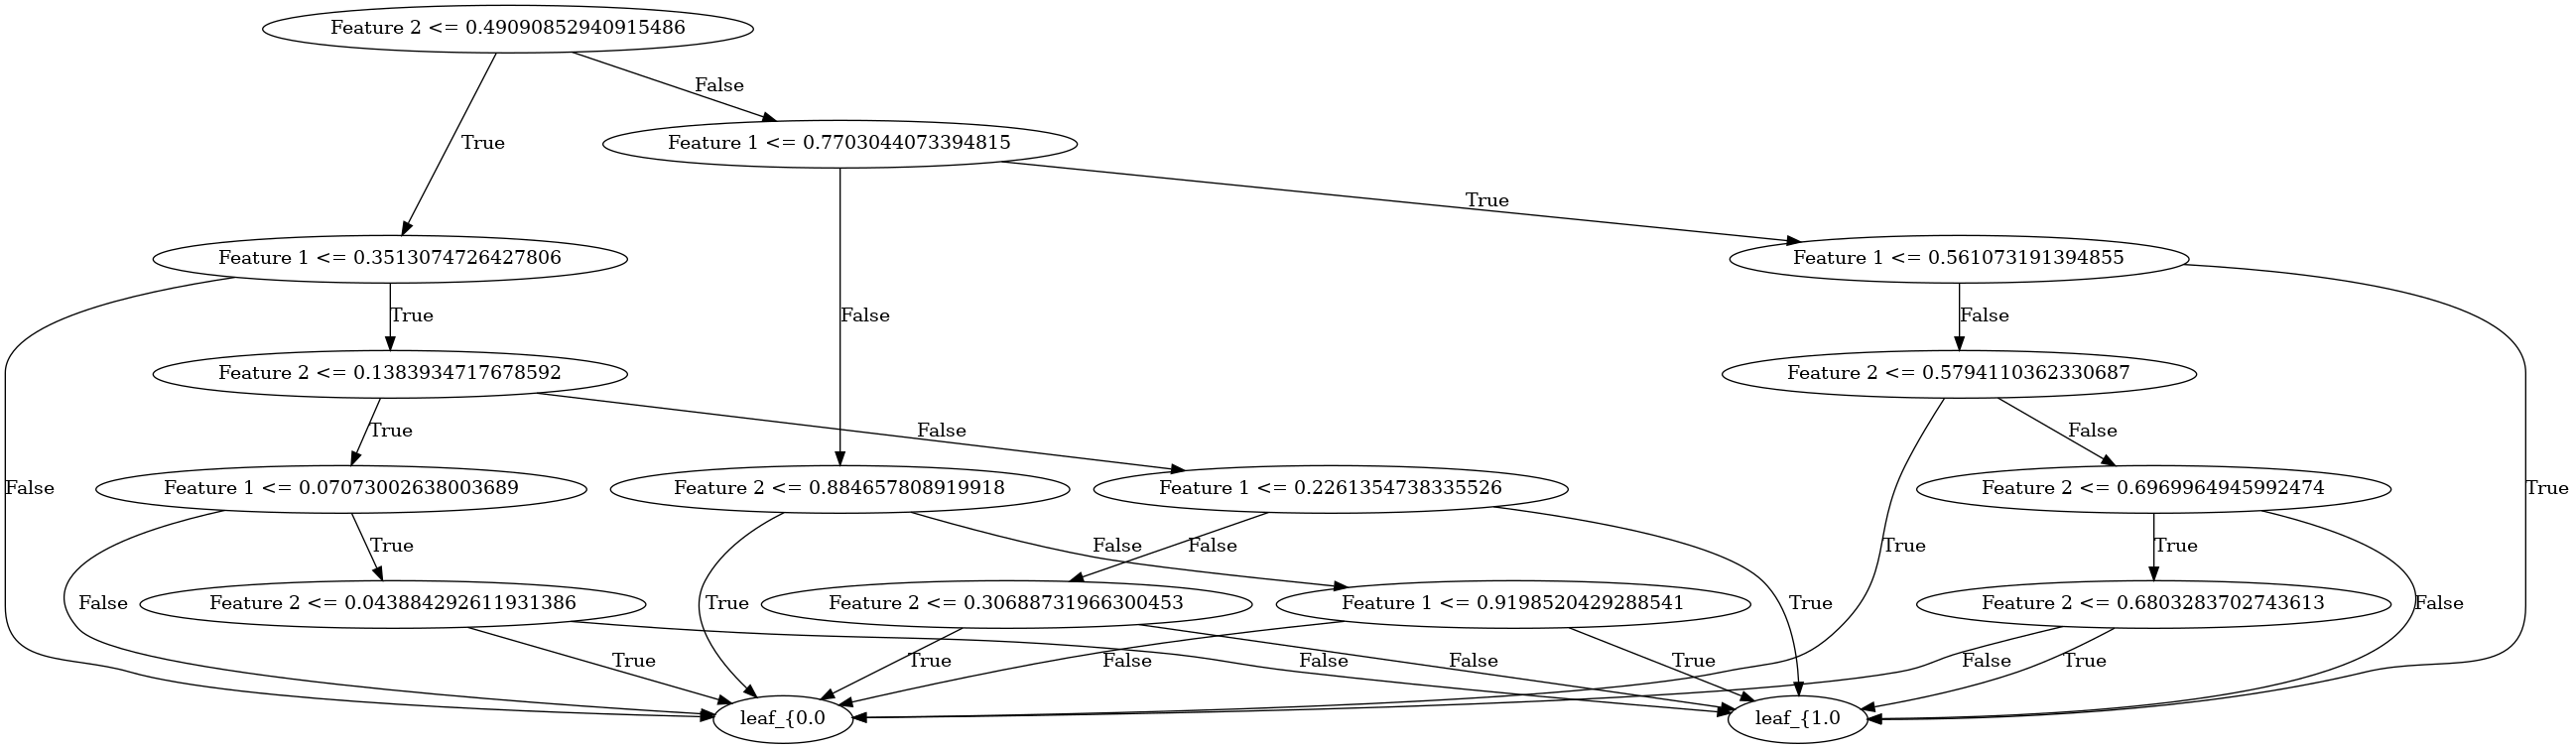 Feature 2 <= 0.49090852940915486
False
True
Feature 1 <= 0.7703044073394815
True
Feature 1 <= 0.3513074726427806
Feature 1 <= 0.561073191394855
True
False
False
Feature 2 <= 0.1383934717678592
Feature 2 <= 0.5794110362330687
True
False
False
False
Feature 1 <= 0.07073002638003689
Feature 2 <= 0.884657808919918
Feature 1 <= 0.2261354738335526
Feature 2 <= 0.6969964945992474
True
True
False
False
True
True
False
Feature 2 <= 0.043884292611931386
True
Feature 2 <= 0.30688731966300453
Feature 1 <= 0.9198520429288541
True
Feature 2 <= 0.6803283702743613
False
True
True
False
False
False
True
False
True
leaf_{0.0
leaf_{1.0